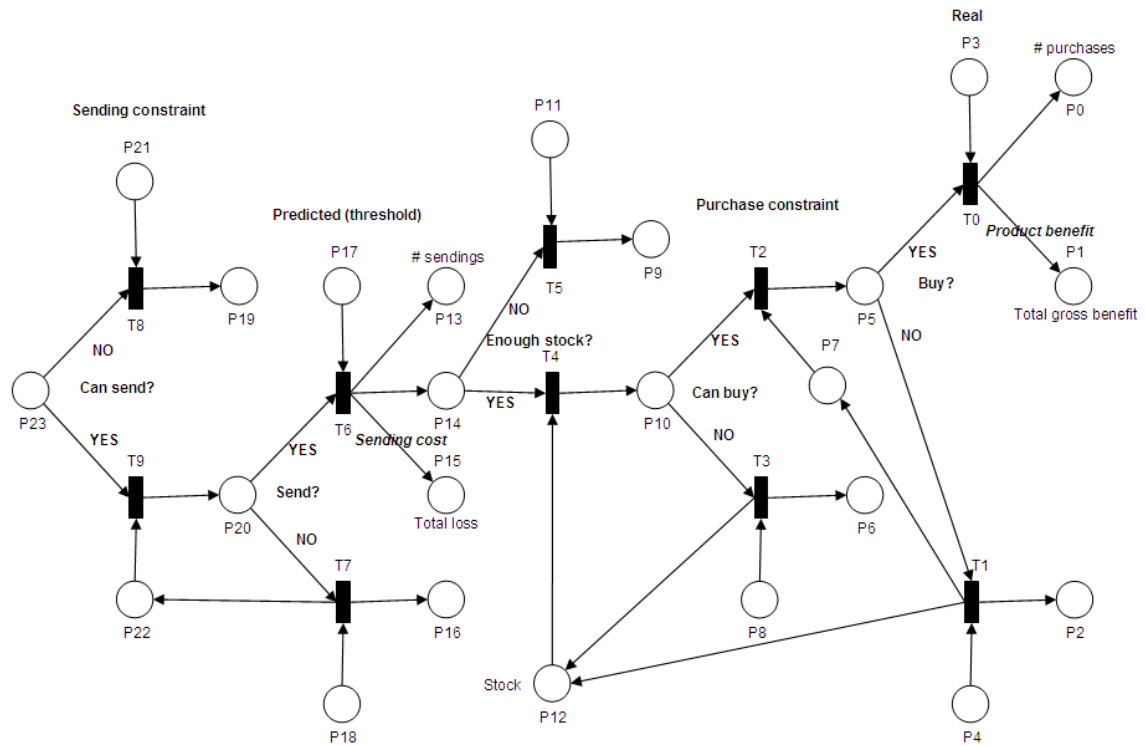 Real
P3
# purchases
P0
Sending constraint
P11
P21
T5
Purchase constraint
T0
Predicted (threshold)
P17
# sendings
P9
T2
YES
Product benefit
P1
T8
P19
P13
NO
P5
Buy?
Total gross benefit
NO
Enough stock?
T4
YES
NO
P7
Can send?
P23
T6
P14
YES
P10
Can buy?
YES
Sending cost
NO
T9
YES
P15
T3
Send?
P20
Total loss
P6
NO
T7
T1
P22
P16
P8
P2
Stock
P12
P18
P4